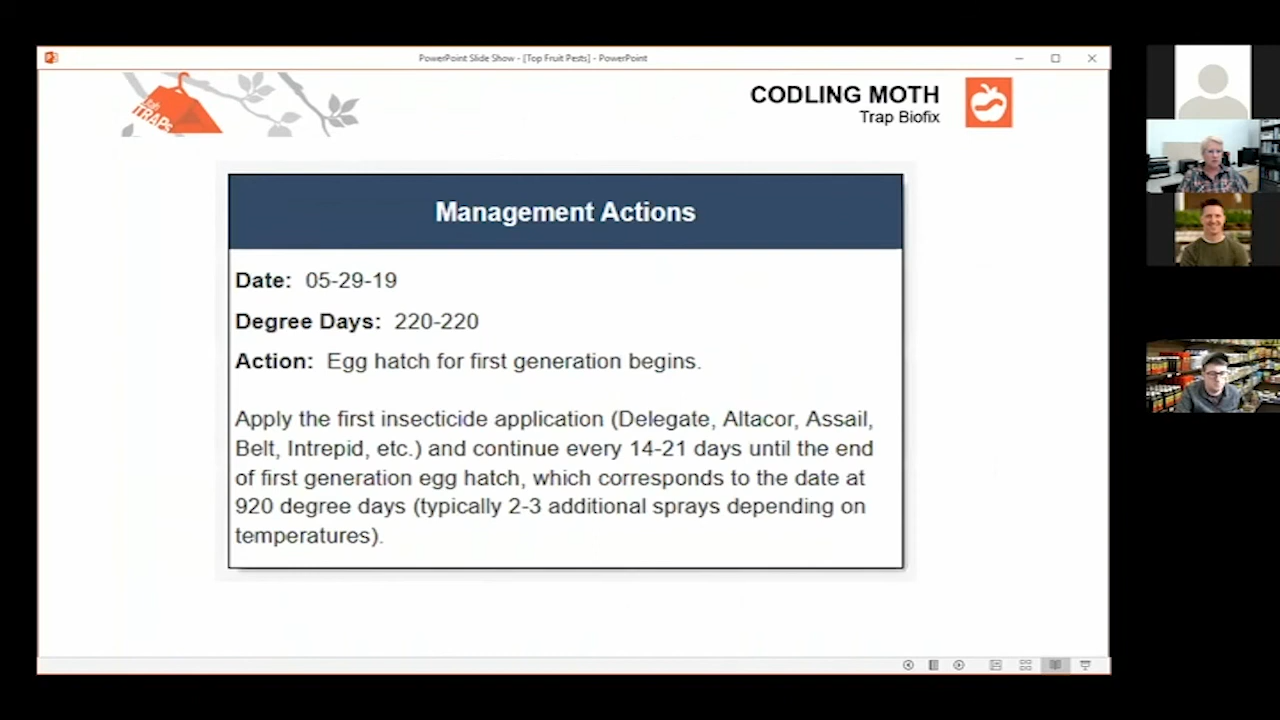 PowerPoint Slide Show - [Top Fruit Pests] - PowerPoint
TRAPs
CODLING MOTH
Trap Biofix
Management Actions
Date: 05-29-19
Degree Days: 220-220
Action: Egg hatch for first generation begins.
Apply the first insecticide application (Delegate, Altacor, Assail,
Belt, Intrepid, etc.) and continue every 14-21 days until the end
of first generation egg hatch, which corresponds to the date at
920 degree days (typically 2-3 additional sprays depending on
temperatures).